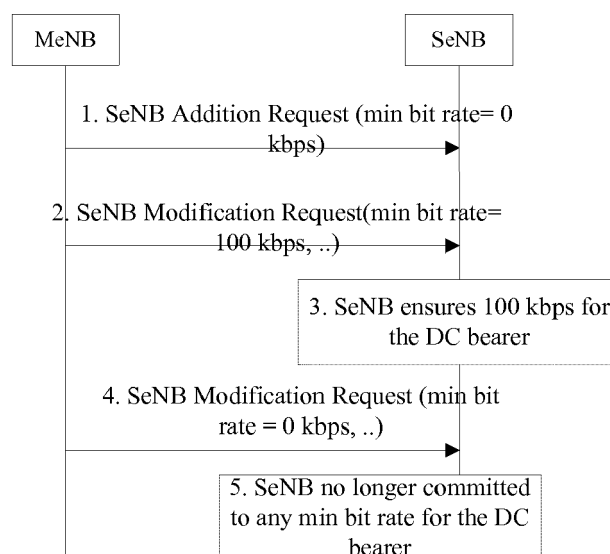 MeNB
SeNB
1. SeNB Addition Request (min bit rate= 0
kbps)
2. SeNB Modification Request(min bit rate=
100 kbps, ..)
3. SeNB ensures 100 kbps for
the DC bearer
4. SeNB Modification Request (min bit
rate = 0 kbps, ..)
5. SeNB no longer committed
to any min bit rate for the DC
bearer